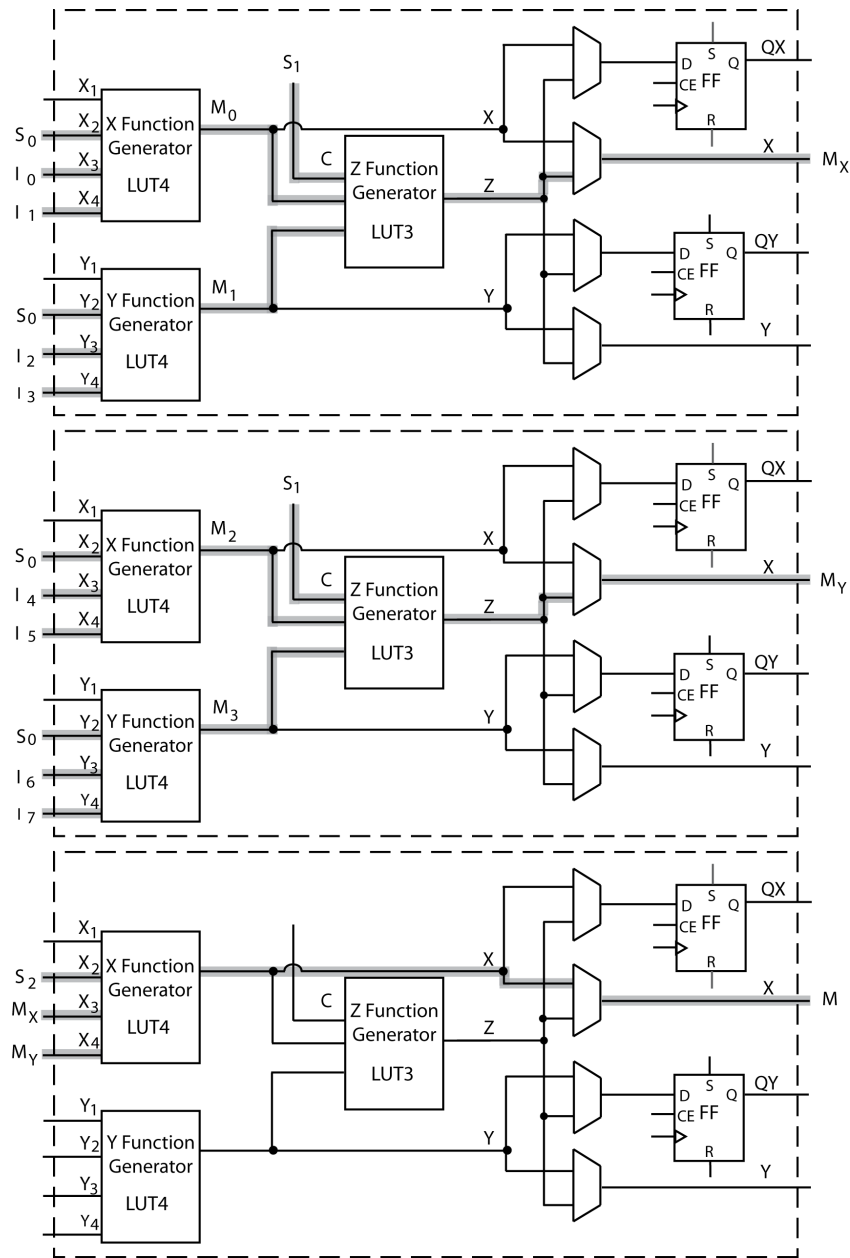 S1
S
QX
D
Q
CE
FF
R
X1
X2
X3
X4
S0
I0
I1
X Function
Generator
LUT4
M0
C
Z Function
Generator
LUT3
X
Z
X
MX
Y1
Y2
Y3
Y4
S0
I2
I3
Y Function
Generator
LUT4
M1
Y
S
QY
D
Q
CE
FF
R
Y
S1
S
QX
D
Q
CE
FF
R
X1
X2
X3
X4
S0
I4
I5
X Function
Generator
LUT4
M2
C
Z Function
Generator
LUT3
X
Z
X
MY
Y1
Y2
Y3
Y4
S0
I6
I7
Y Function
Generator
LUT4
M3
Y
S
QY
D
Q
CE
FF
R
Y
S
QX
D
Q
CE
FF
R
X1
X2
X3
X4
S2
MX
MY
X Function
Generator
LUT4
C
Z Function
Generator
LUT3
X
Z
X
M
Y1
Y2
Y3
Y4
Y Function
Generator
LUT4
Y
S
QY
D
Q
CE
FF
R
Y